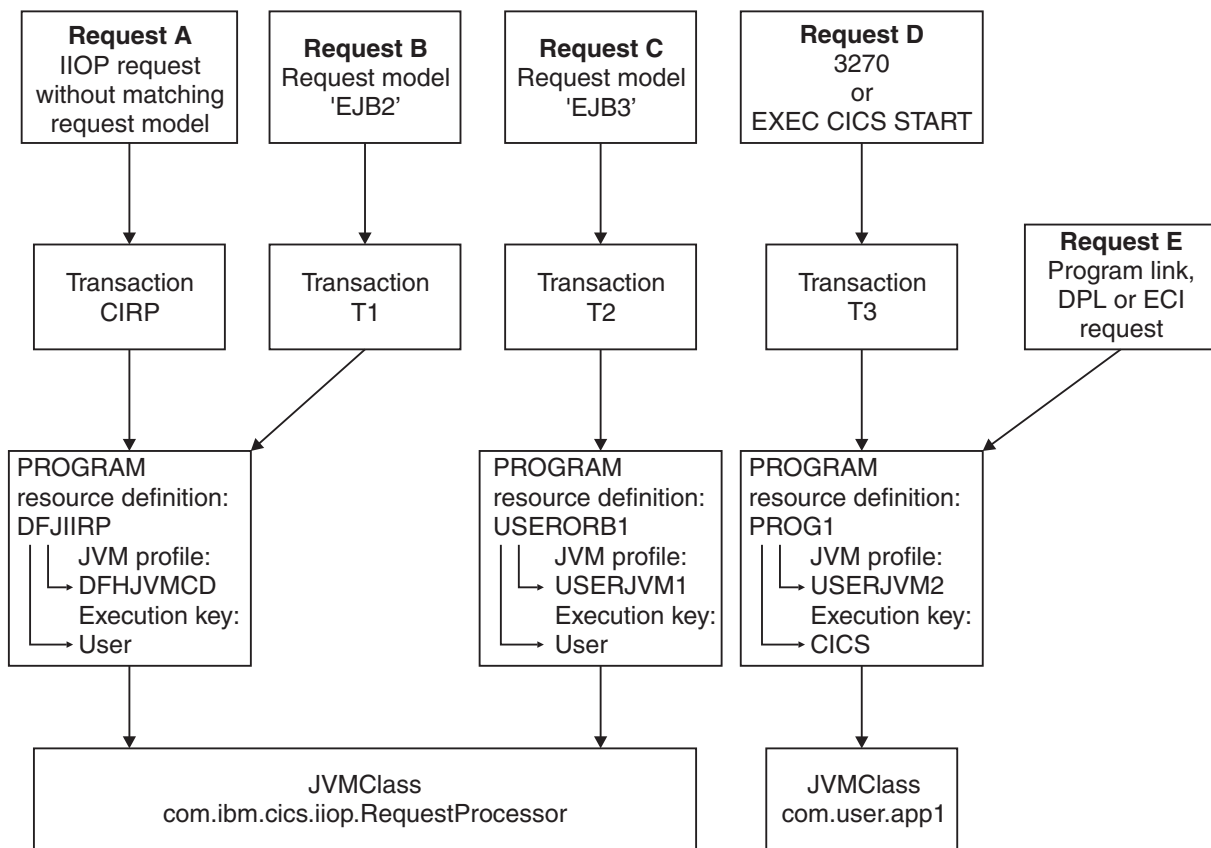 Request A
IIOP request
without matching
request model
Request B
Request model
'EJB2’
Request C
Request model
'EJB3’
Request D
3270
or
EXEC CICS START
Transaction
CIRP
Transaction
T1
Transaction
T2
Transaction
T3
Request E
Program link,
DPL or ECI
request
PROGRAM
resource definition:
DFJIIRP
JVM profile:
DFHJVMCD
Execution key:
User
PROGRAM
resource definition:
USERORB1
JVM profile:
USERJVM1
Execution key:
User
PROGRAM
resource definition:
PROG1
JVM profile:
USERJVM2
Execution key:
CICS
JVMClass
com.ibm.cics.iiop.RequestProcessor
JVMClass
com.user.app1